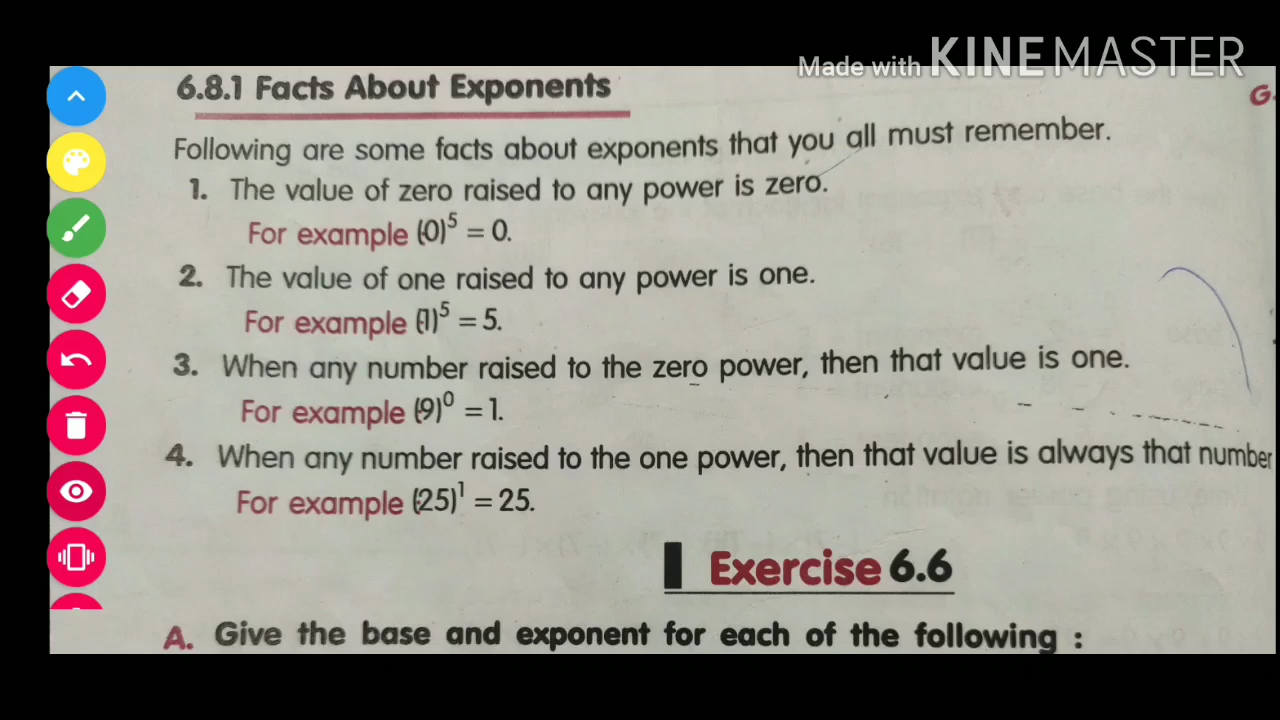 Made with KINEMASTER
6.8.1 Facts About Exponents
G
Following are some facts about exponents that you all must remember.
1. The value of zero raised to any power is zero.
For example (0)⁵ = 0.
2. The value of one raised to any power is one.
For example (1)⁵ = 5.
3. When any number raised to the zero power, then that value is one.
For example (9)⁰ = 1.
4. When any number raised to the one power, then that value is always that number
For example (25)¹ = 25.
Exercise 6.6
A. Give the base and exponent for each of the following :